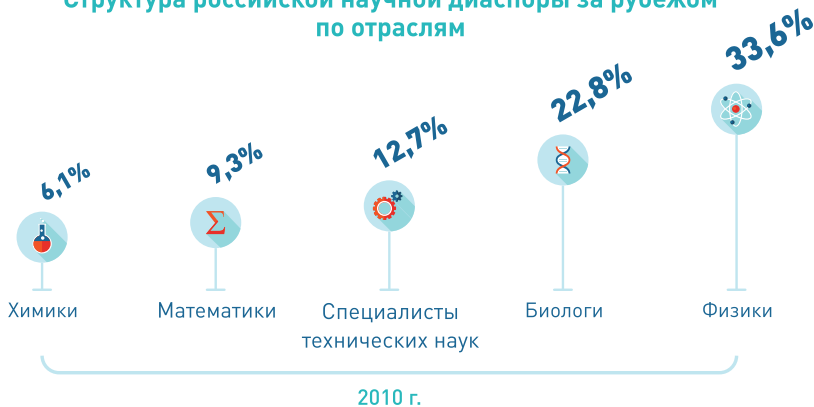 Структура российской научной диаспоры за рубежом
по отраслям
6,1%
9,3%
12,7%
22,8%
33,6%
Σ
Химики
Математики
Специалисты
технических наук
Биологи
Физики
2010 г.